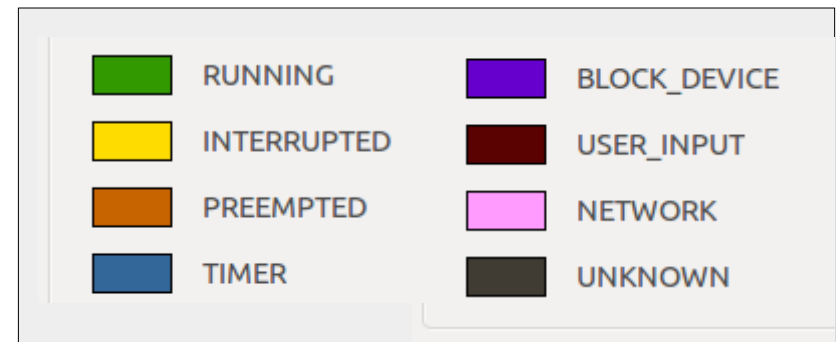 RUNNING
INTERRUPTED
PREEMPTED
TIMER
BLOCK_DEVICE
USER_INPUT
NETWORK
UNKNOWN